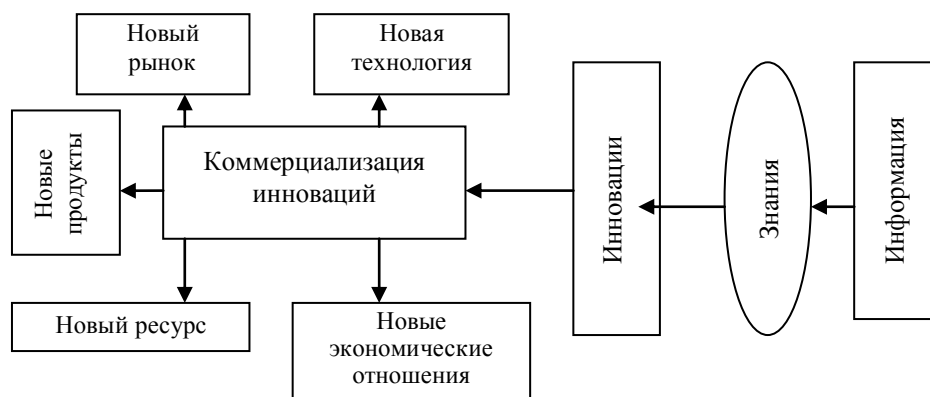 Новый
рынок
Новая
технология
Новые
продукты
Коммерциализация
инноваций
Инновации
Знания
Информация
Новый ресурс
Новые
экономические
отношения